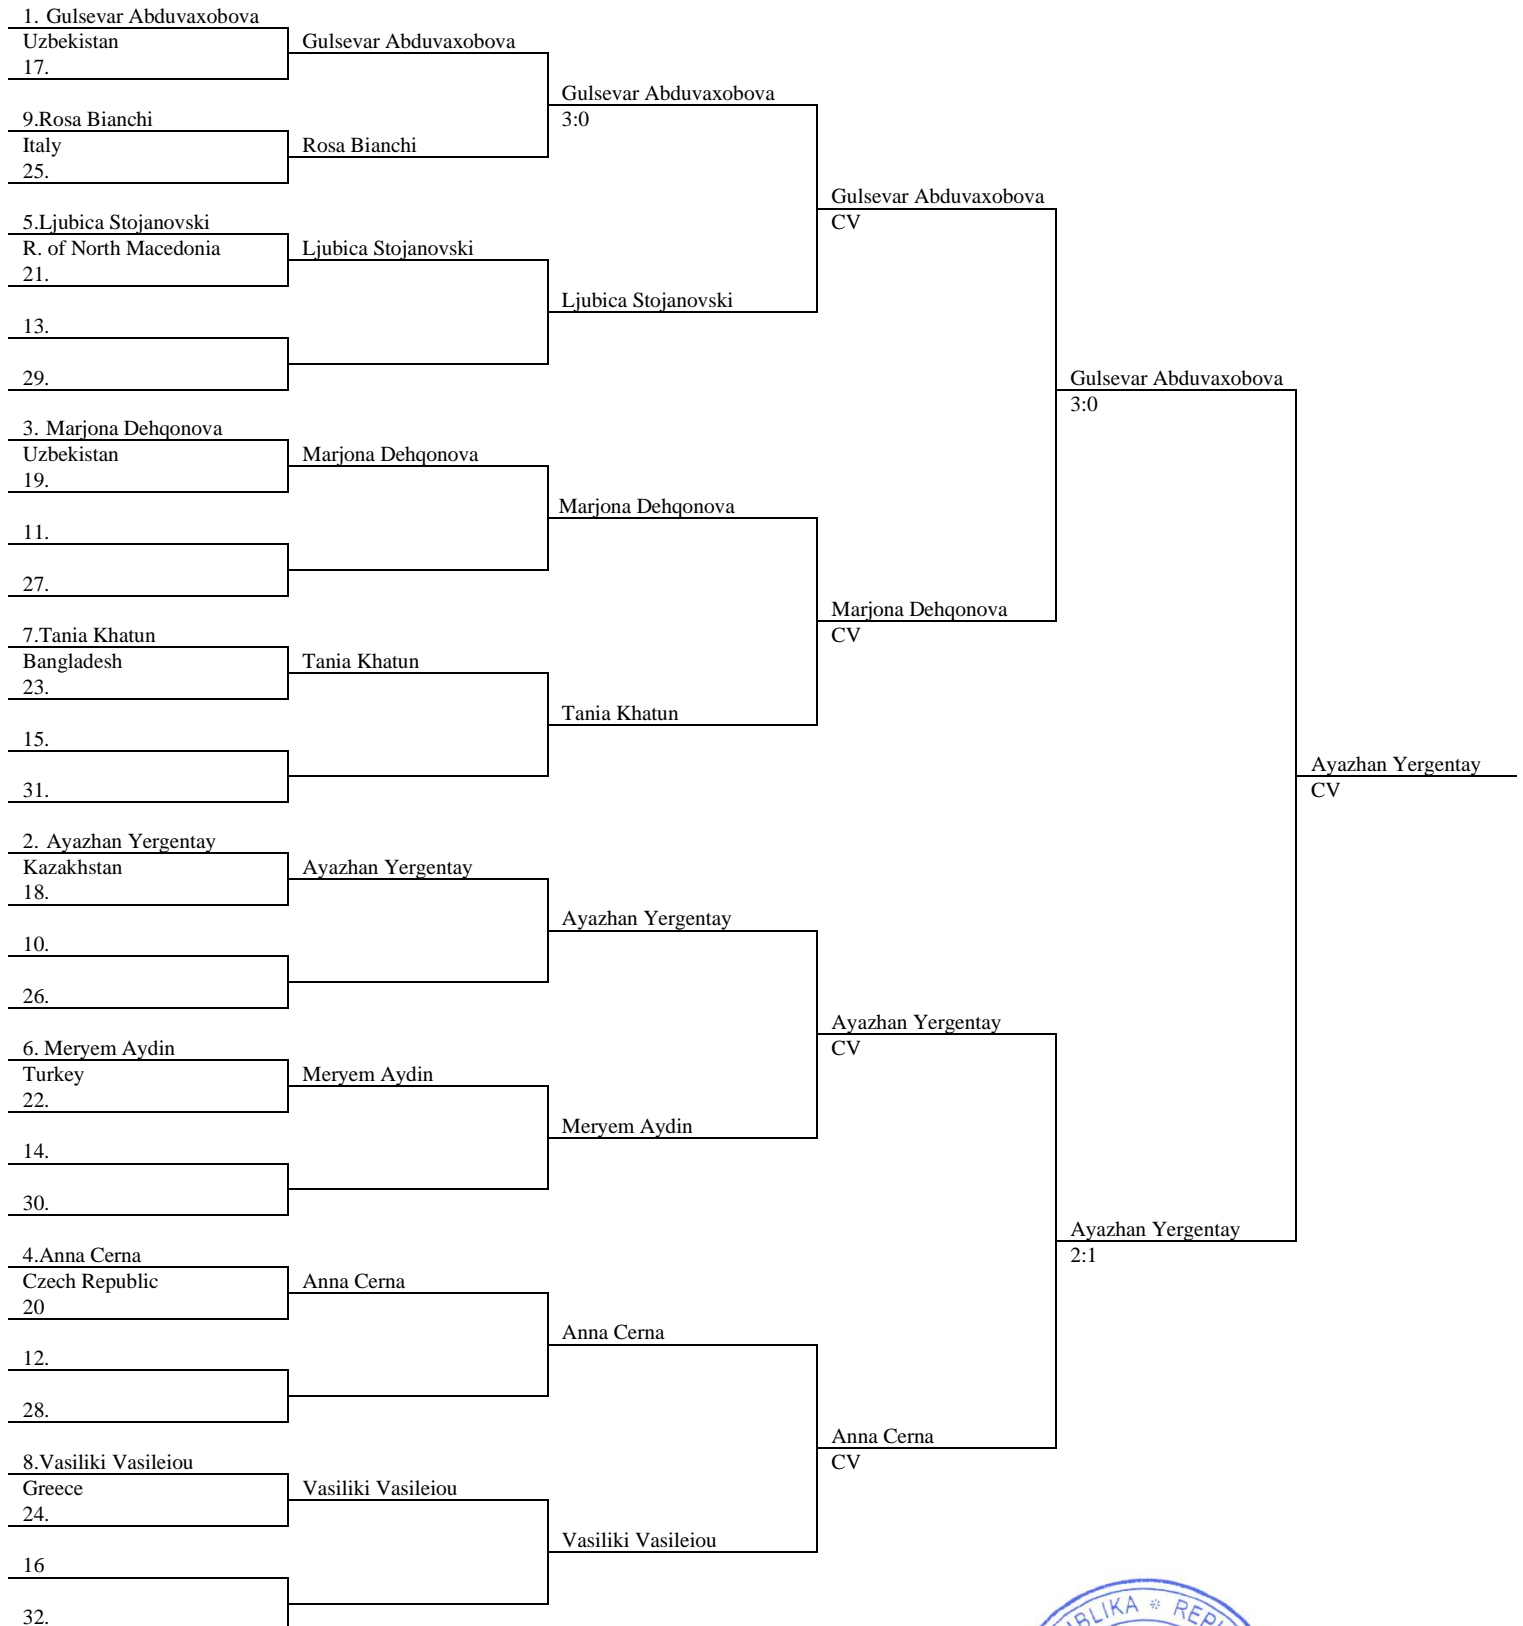 1. Gulsevar Abduvaxobova
Uzbekistan
17.
9.Rosa Bianchi
Italy
25.
5.Ljubica Stojanovski
R. of North Macedonia
21.
13.
29.
3. Marjona Dehqonova
Uzbekistan
19.
11.
27.
7.Tania Khatun
Bangladesh
23.
15.
31.
2. Ayazhan Yergentay
Kazakhstan
18.
10.
26.
6. Meryem Aydin
Turkey
22.
14.
30.
4.Anna Cerna
Czech Republic
20
12.
28.
8.Vasiliki Vasileiou
Greece
24.
16
32.
Gulsevar Abduvaxobova
Rosa Bianchi
Ljubica Stojanovski
Marjona Dehqonova
Tania Khatun
Ayazhan Yergentay
Meryem Aydin
Anna Cerna
Vasiliki Vasileiou
Gulsevar Abduvaxobova
3:0
Ljubica Stojanovski
Marjona Dehqonova
Tania Khatun
Ayazhan Yergentay
Meryem Aydin
Anna Cerna
Vasiliki Vasileiou
Gulsevar Abduvaxobova
CV
Marjona Dehqonova
CV
Ayazhan Yergentay
CV
Anna Cerna
CV
Gulsevar Abduvaxobova
3:0
Ayazhan Yergentay
2:1
Ayazhan Yergentay
CV